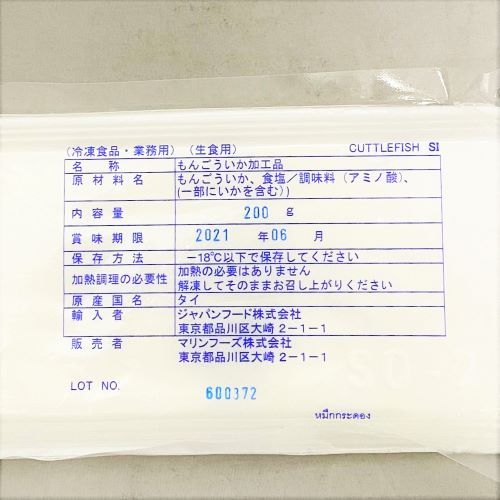 (冷凍食品・業務用) (生食用) CUTTLEFISH SI
名 称 もんごういか加工品
原材料名 もんごういか、食塩/調味料 (アミノ酸)、
(一部にいかを含む))
内容量 200 g
賞味期限 2021 年 06 月
保存方法 -18℃以下で保存してください
加熱調理の必要性 加熱の必要はありません
解凍してそのままお召し上がりください
原産国名 タイ
輸入者 ジャパンフード株式会社
東京都品川区大崎 2-1-1
販売者 マリンフーズ株式会社
東京都品川区大崎 2-1-1
LOT NO. 600372
หมึกกระดอง